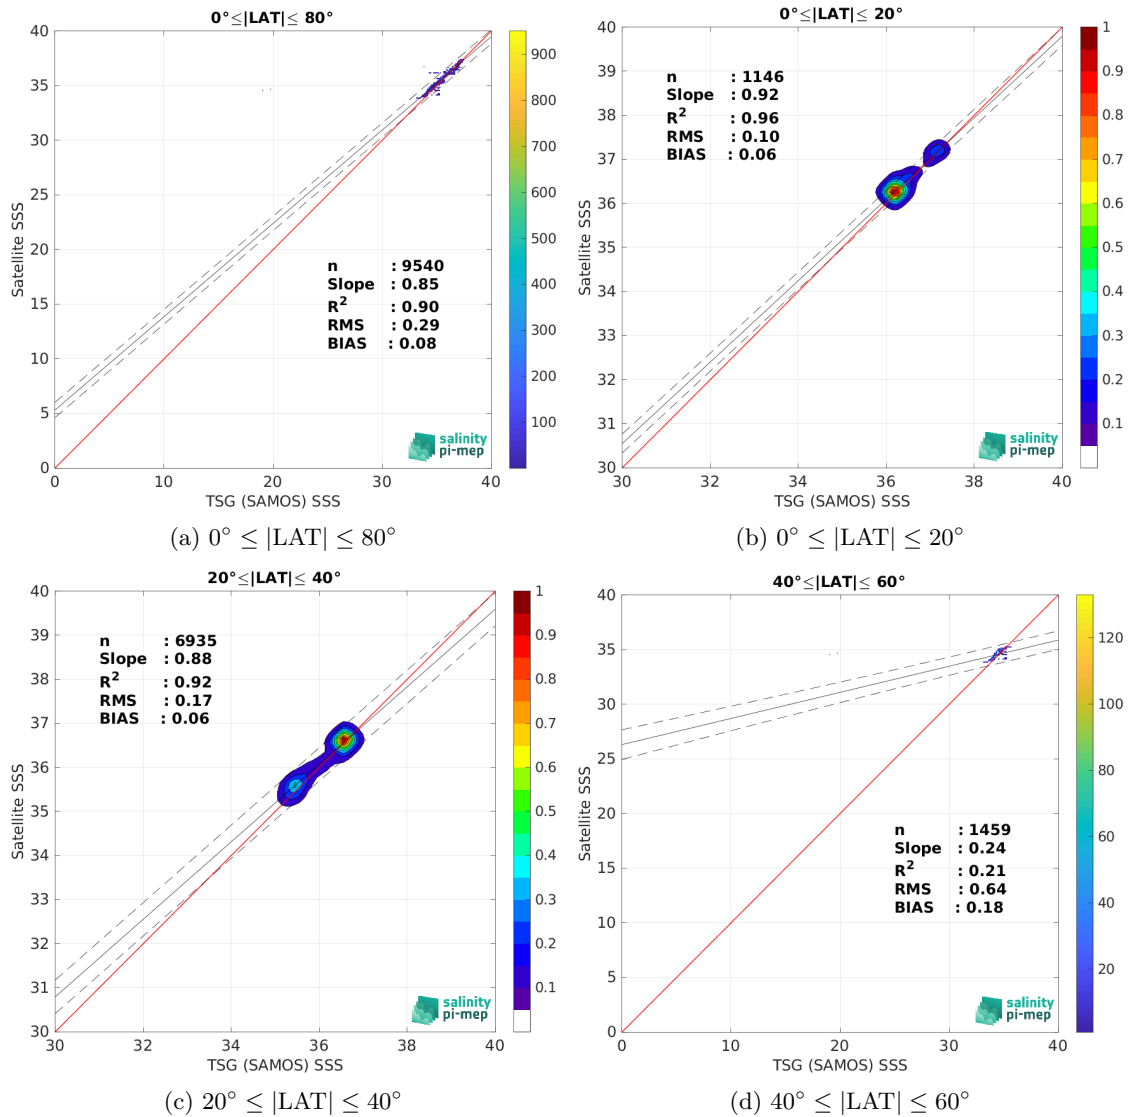 0°≤|LAT|≤ 80°
40
35
30
25
20
15
10
5
0
Satellite SSS
0
10
20
30
40
TSG (SAMOS) SSS
n : 9540
Slope : 0.85
R² : 0.90
RMS : 0.29
BIAS : 0.08
salinity
pi-mep
900
800
700
600
500
400
300
200
100
(a) 0° ≤ |LAT| ≤ 80°
0°≤|LAT|≤ 20°
40
39
38
37
36
35
34
33
32
31
30
Satellite SSS
30
32
34
36
38
40
TSG (SAMOS) SSS
n : 1146
Slope : 0.92
R² : 0.96
RMS : 0.10
BIAS : 0.06
salinity
pi-mep
1
0.9
0.8
0.7
0.6
0.5
0.4
0.3
0.2
0.1
(b) 0° ≤ |LAT| ≤ 20°
20°≤|LAT|≤ 40°
40
39
38
37
36
35
34
33
32
31
30
Satellite SSS
30
32
34
36
38
40
TSG (SAMOS) SSS
n : 6935
Slope : 0.88
R² : 0.92
RMS : 0.17
BIAS : 0.06
salinity
pi-mep
1
0.9
0.8
0.7
0.6
0.5
0.4
0.3
0.2
0.1
(c) 20° ≤ |LAT| ≤ 40°
40°≤|LAT|≤ 60°
40
35
30
25
20
15
10
5
0
Satellite SSS
0
10
20
30
40
TSG (SAMOS) SSS
n : 1459
Slope : 0.24
R² : 0.21
RMS : 0.64
BIAS : 0.18
salinity
pi-mep
120
100
80
60
40
20
(d) 40° ≤ |LAT| ≤ 60°